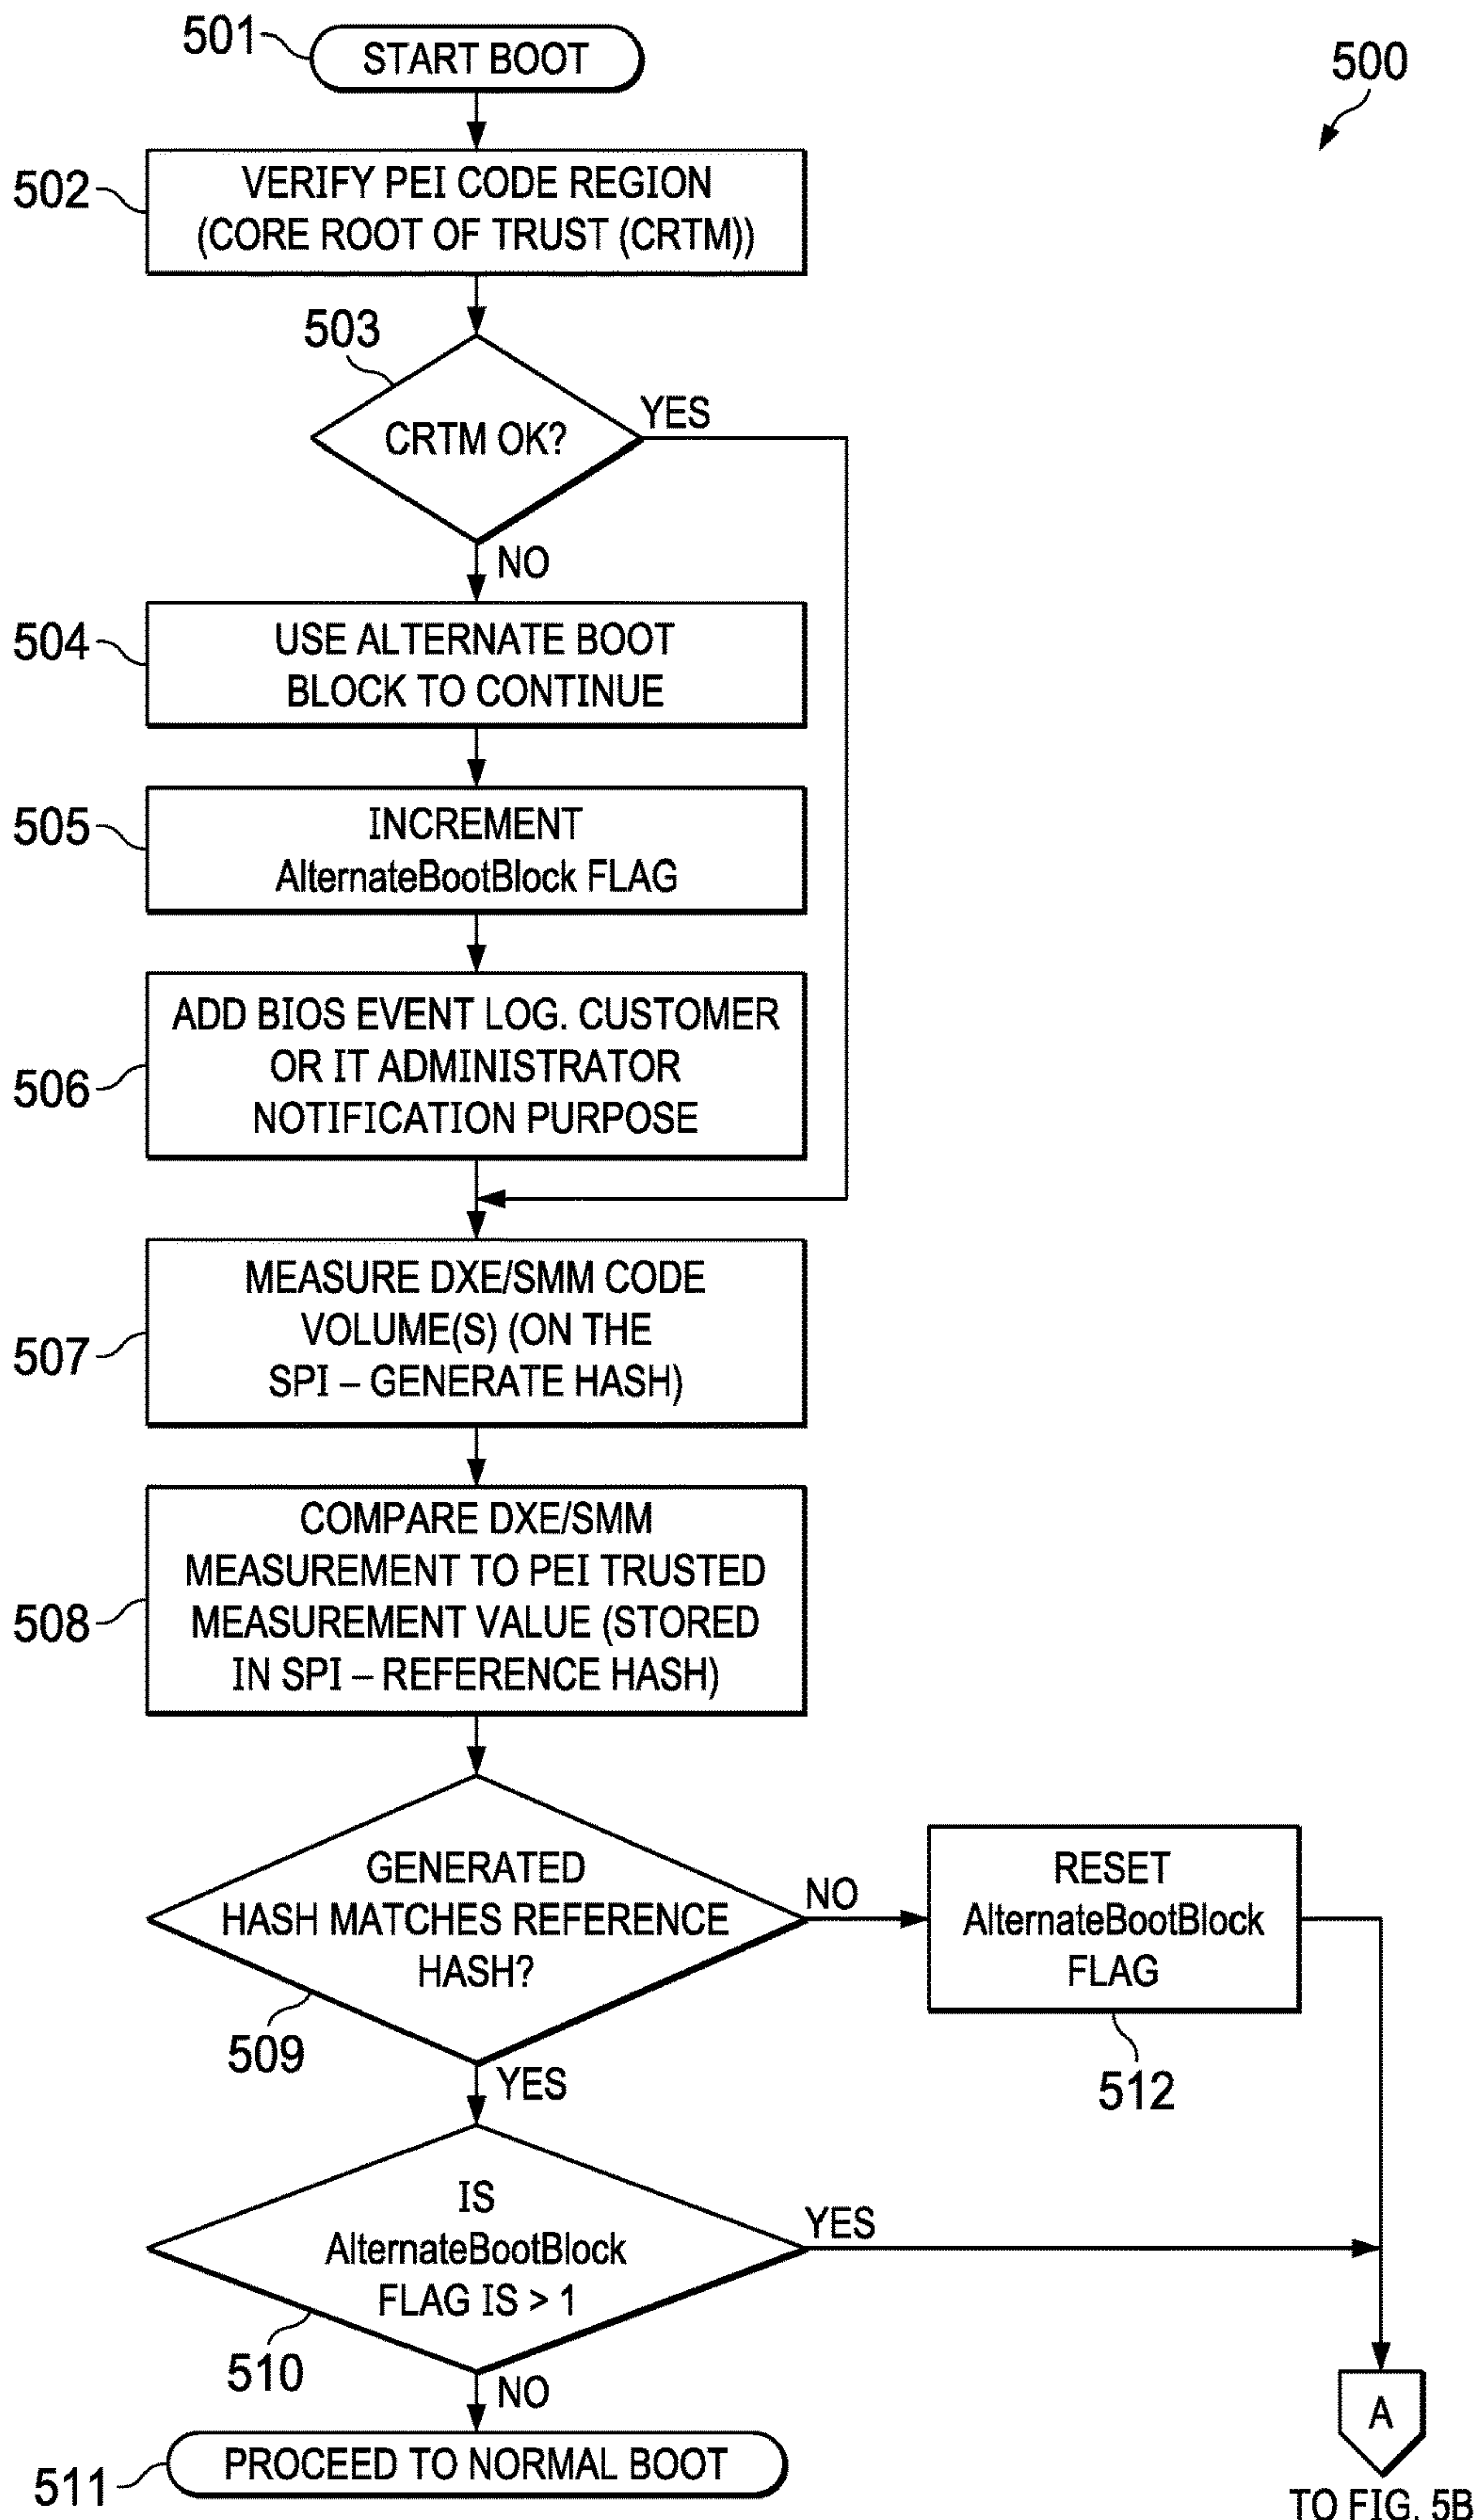 501
START BOOT
500
502
VERIFY PEI CODE REGION
(CORE ROOT OF TRUST (CRTM))
503
CRTM OK?
YES
NO
504
USE ALTERNATE BOOT
BLOCK TO CONTINUE
505
INCREMENT
AlternateBootBlock FLAG
506
ADD BIOS EVENT LOG. CUSTOMER
OR IT ADMINISTRATOR
NOTIFICATION PURPOSE
507
MEASURE DXE/SMM CODE
VOLUME(S) (ON THE
SPI – GENERATE HASH)
508
COMPARE DXE/SMM
MEASUREMENT TO PEI TRUSTED
MEASUREMENT VALUE (STORED
IN SPI – REFERENCE HASH)
GENERATED
HASH MATCHES REFERENCE
HASH?
509
NO
RESET
AlternateBootBlock
FLAG
512
YES
IS
AlternateBootBlock
FLAG IS > 1
510
YES
NO
511
PROCEED TO NORMAL BOOT
A
TO FIG. 5B